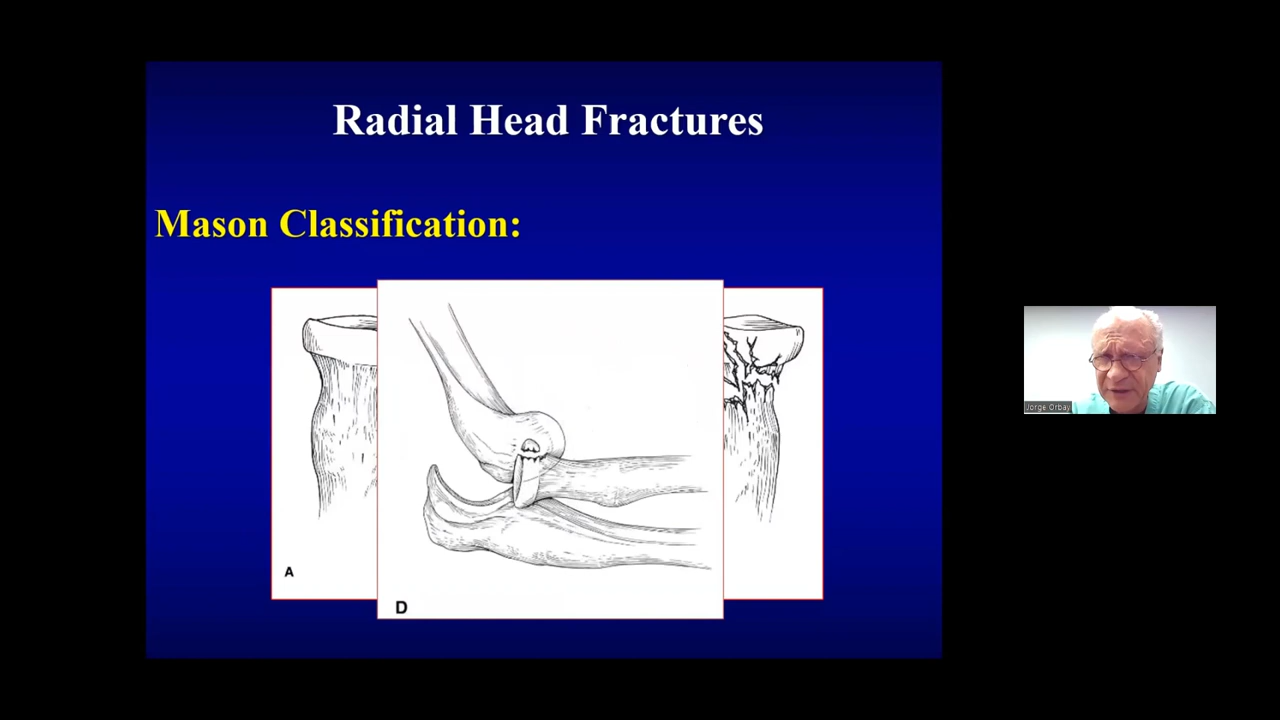 Radial Head Fractures
Mason Classification:
A
D
Jorge Orbay